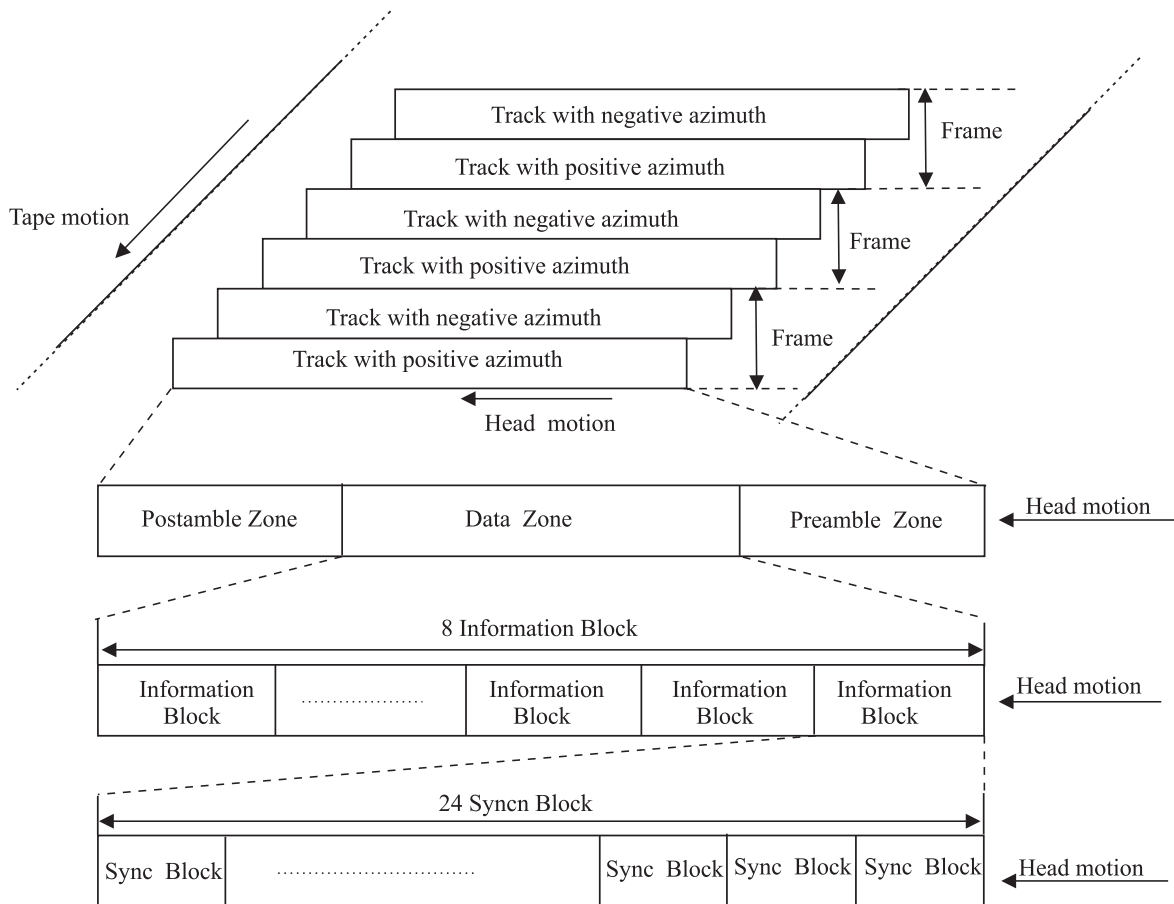 Track with negative azimuth
Frame
Track with positive azimuth
Tape motion
Track with negative azimuth
Frame
Track with positive azimuth
Track with negative azimuth
Frame
Track with positive azimuth
Head motion
Postamble Zone
Data Zone
Preamble Zone
Head motion
8 Information Block
Information
Block
....................
Information
Block
Information
Block
Information
Block
Head motion
24 Syncn Block
Sync Block
................................
Sync Block
Sync Block
Sync Block
Head motion